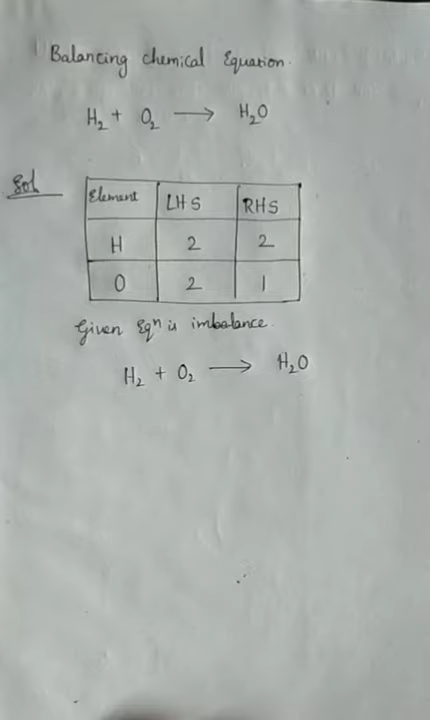 Balancing chemical Equation.
H₂ + O₂ → H₂O
Sol
Element LHS RHS
H 2 2
O 2 1
Given Eqⁿ is imbalance.
H₂ + O₂ → H₂O